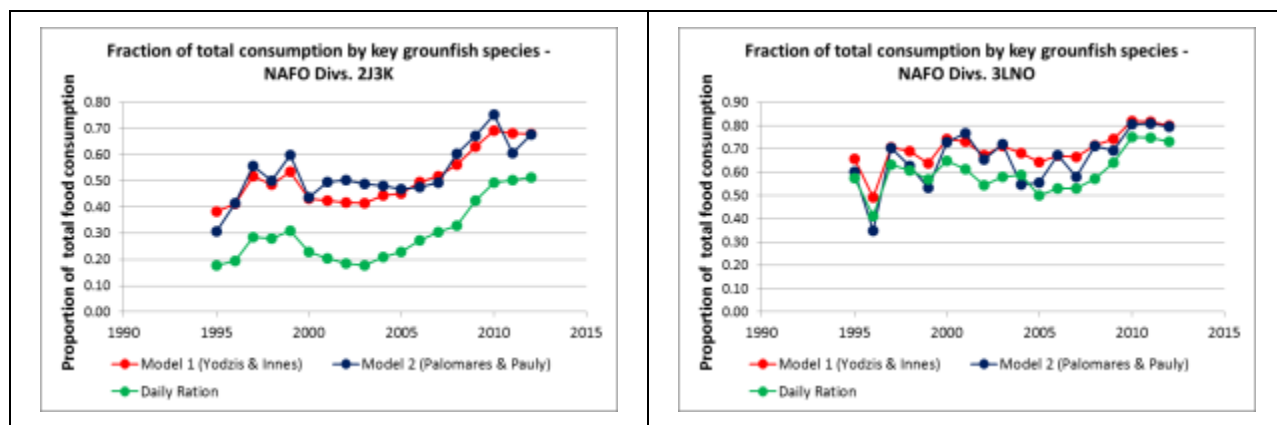 Fraction of total consumption by key grounfish species -
NAFO Divs. 2J3K
Proportion of total food consumption
0.80
0.70
0.60
0.50
0.40
0.30
0.20
0.10
0.00
1990 1995 2000 2005 2010 2015
Model 1 (Yodzis & Innes) Model 2 (Palomares & Pauly)
Daily Ration
Fraction of total consumption by key grounfish species -
NAFO Divs. 3LNO
Proportion of total food consumption
0.90
0.80
0.70
0.60
0.50
0.40
0.30
0.20
0.10
0.00
1990 1995 2000 2005 2010 2015
Model 1 (Yodzis & Innes) Model 2 (Palomares & Pauly)
Daily Ration